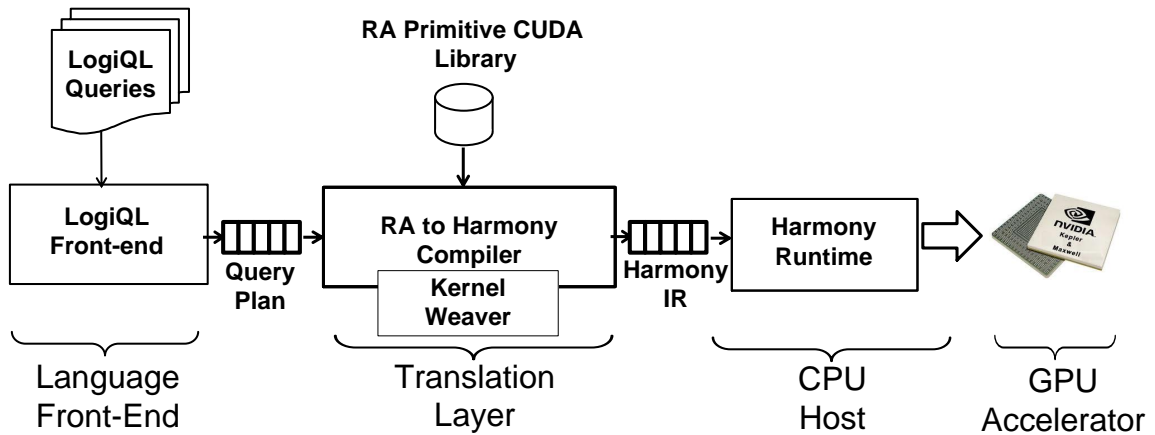 LogiQL
Queries
RA Primitive CUDA
Library
LogiQL
Front-end
Query
Plan
RA to Harmony
Compiler
Kernel
Weaver
Harmony
IR
Harmony
Runtime
NVIDIA
Kepler
&
Maxwell
Language
Front-End
Translation
Layer
CPU
Host
GPU
Accelerator